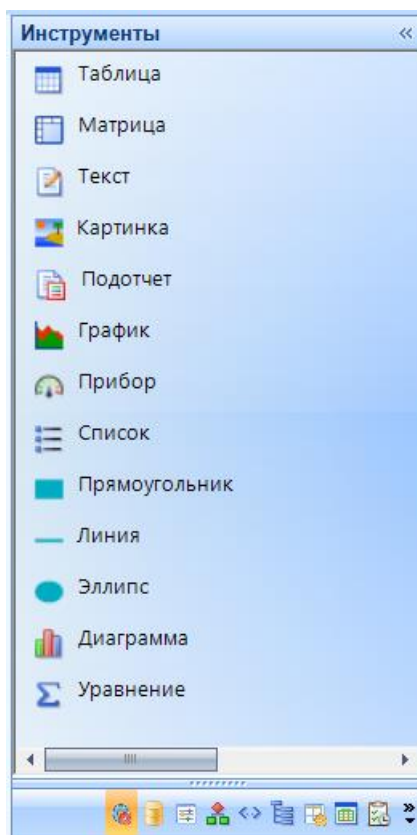 Инструменты
Таблица
Матрица
Текст
Картинка
Подотчет
График
Прибор
Список
Прямоугольник
Линия
Эллипс
Диаграмма
Уравнение